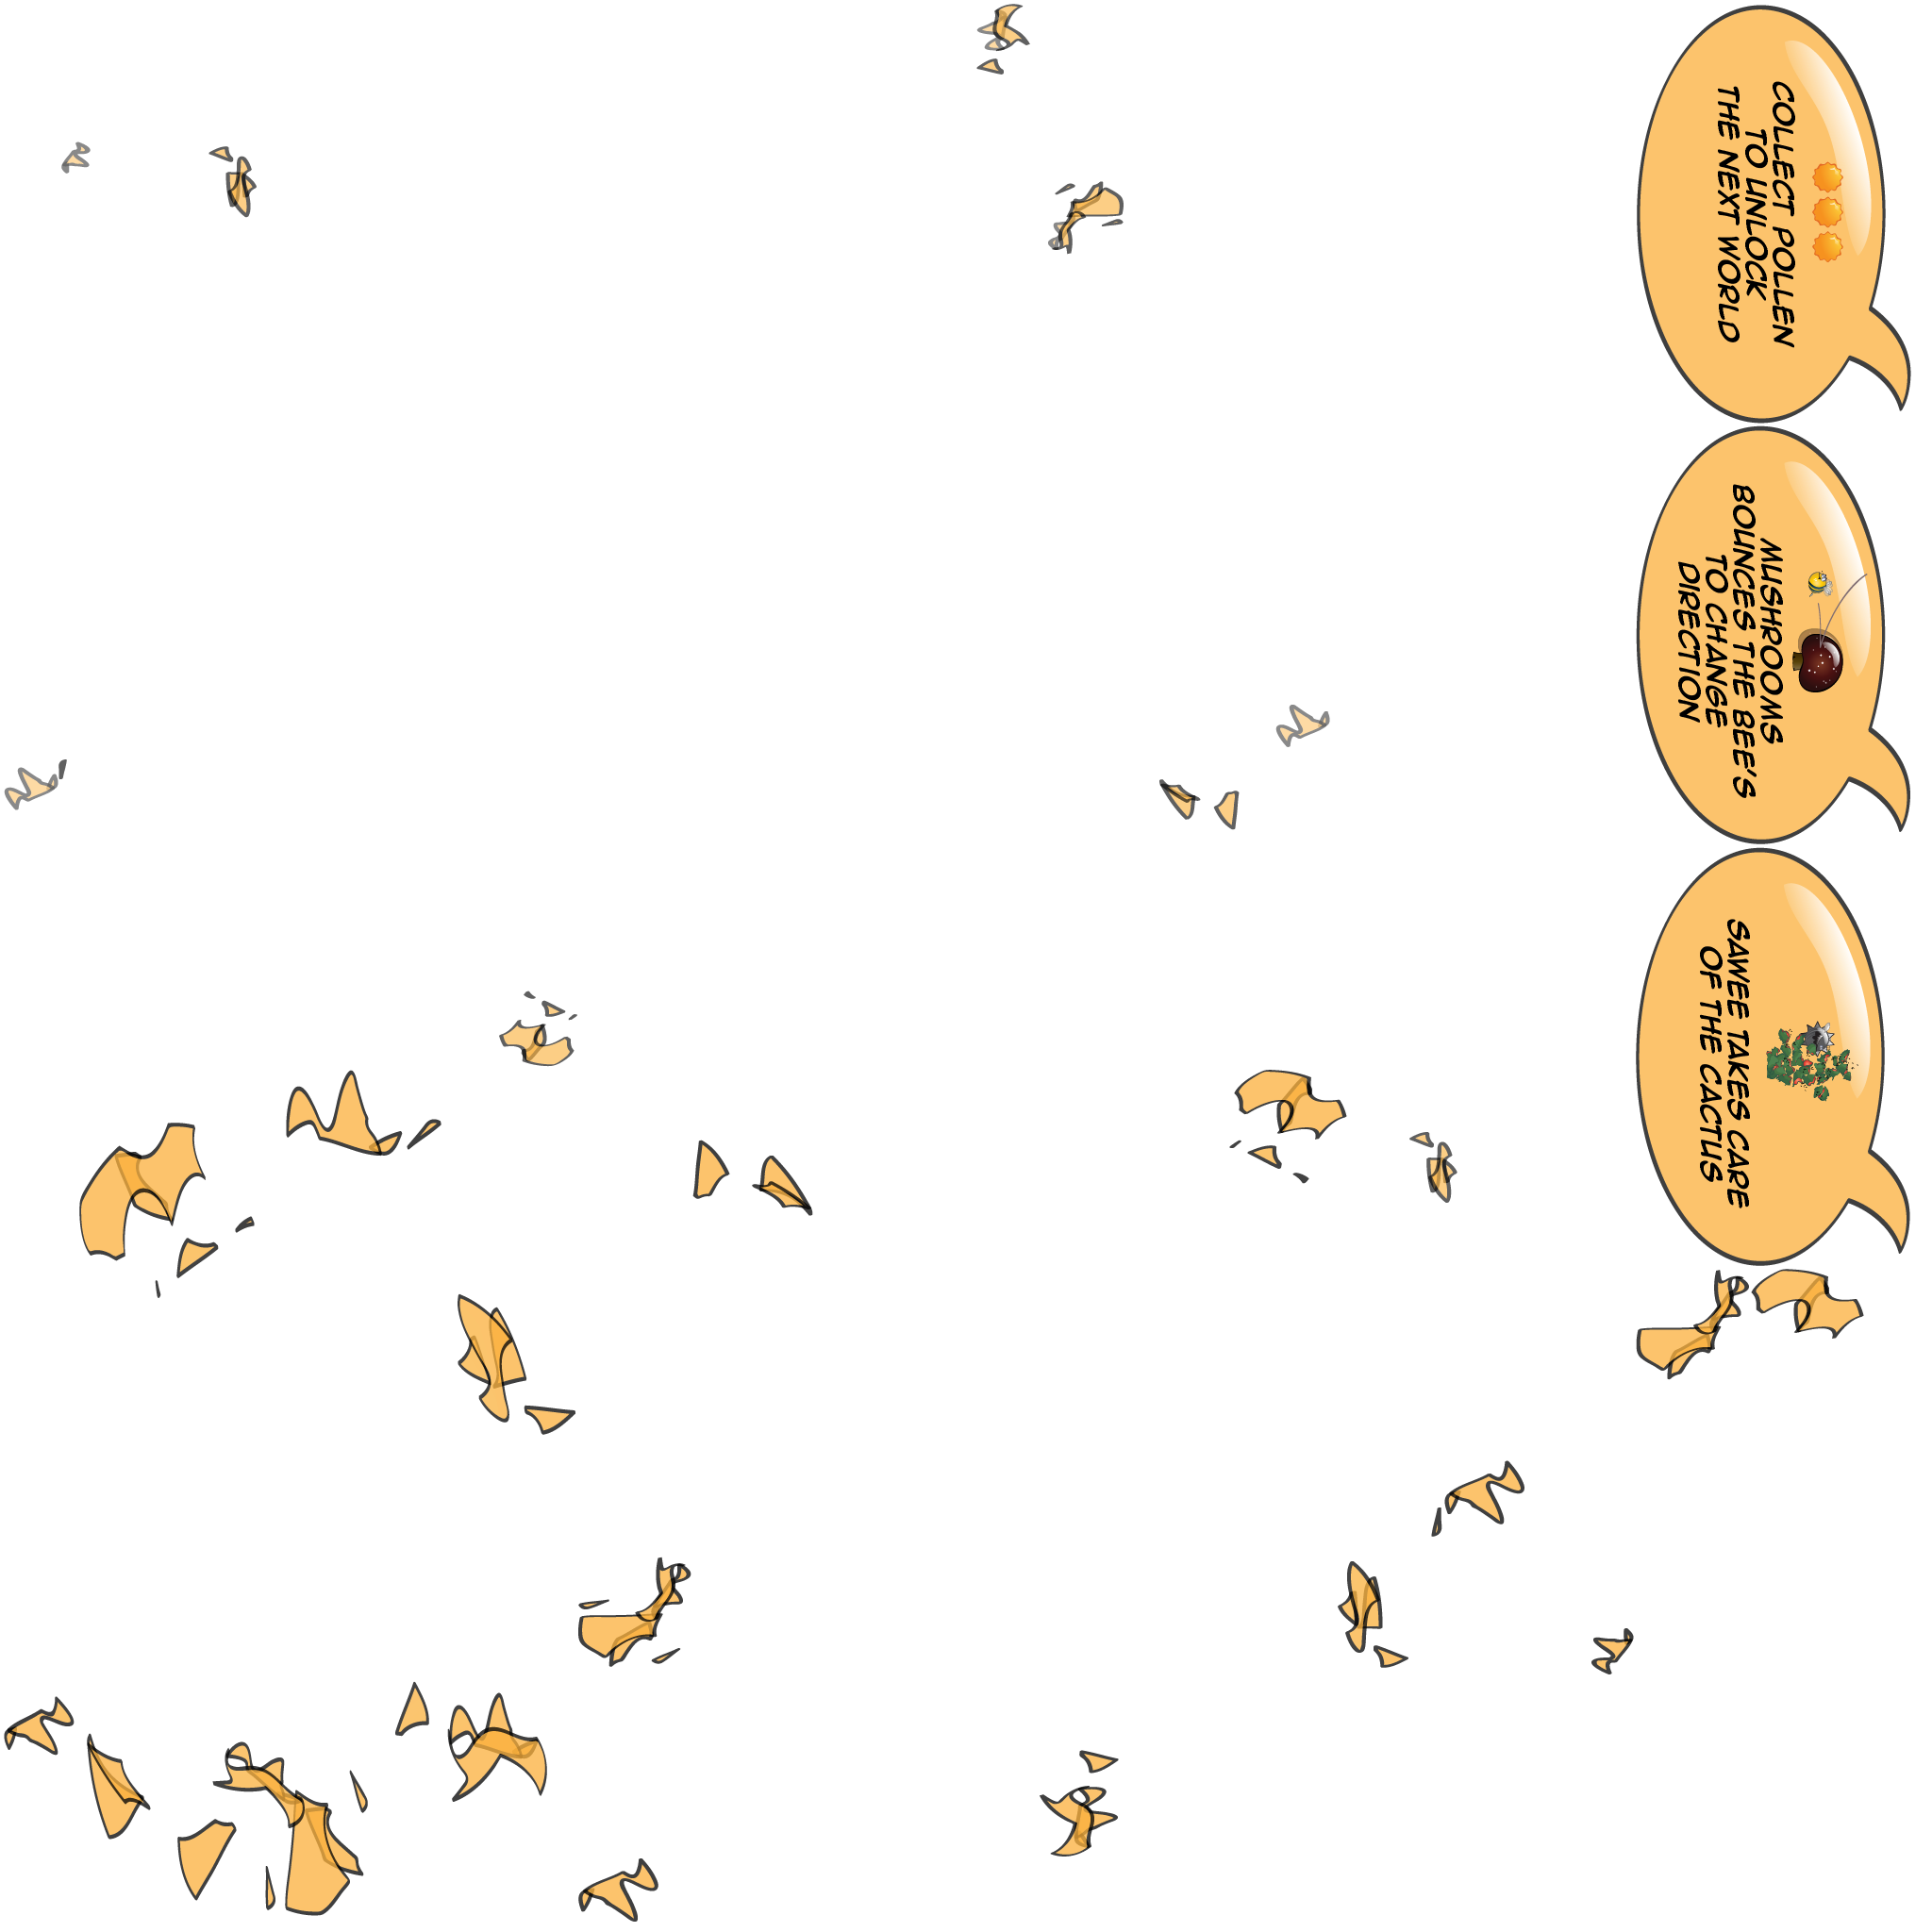 COLLECT POLLEN
TO UNLOCK
THE NEXT WORLD
MUSHROOMS
BOUNCES THE BEE'S
TO CHANGE
DIRECTION
SAWEE TAKES CARE
OF THE CACTUS